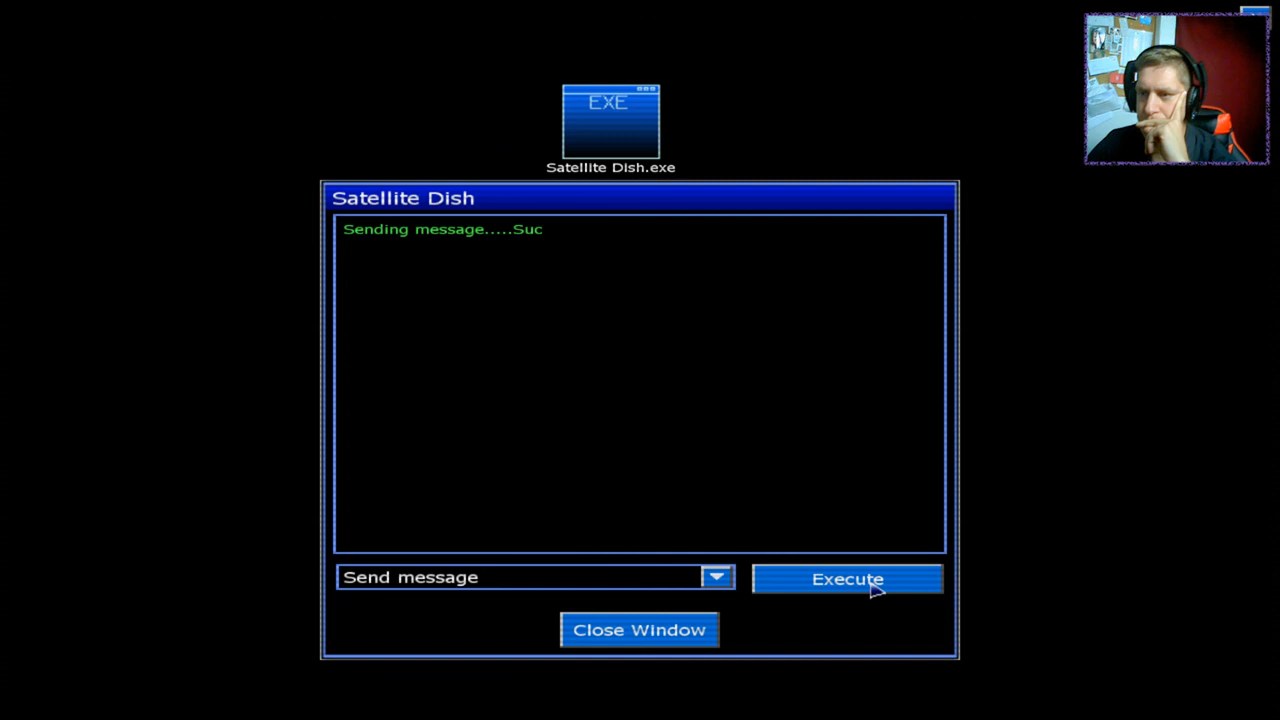 EXE
Satellite Dish.exe
Satellite Dish
Sending message.....Suc
Send message
Execute
Close Window